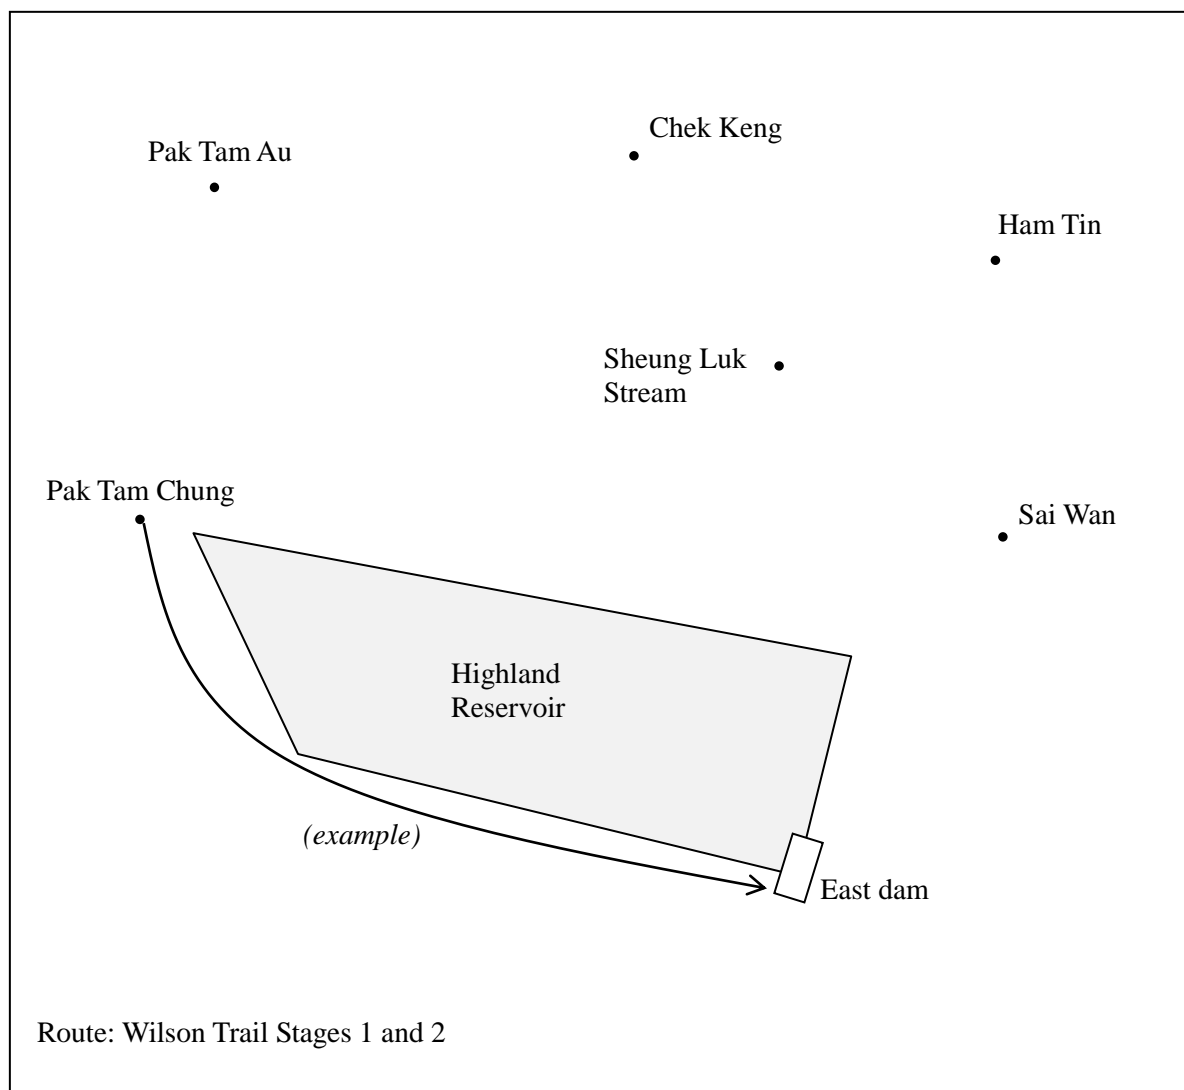 Chek Keng
Pak Tam Au
Ham Tin
Sheung Luk
Stream
Pak Tam Chung
Sai Wan
Highland
Reservoir
(example)
East dam
Route: Wilson Trail Stages 1 and 2